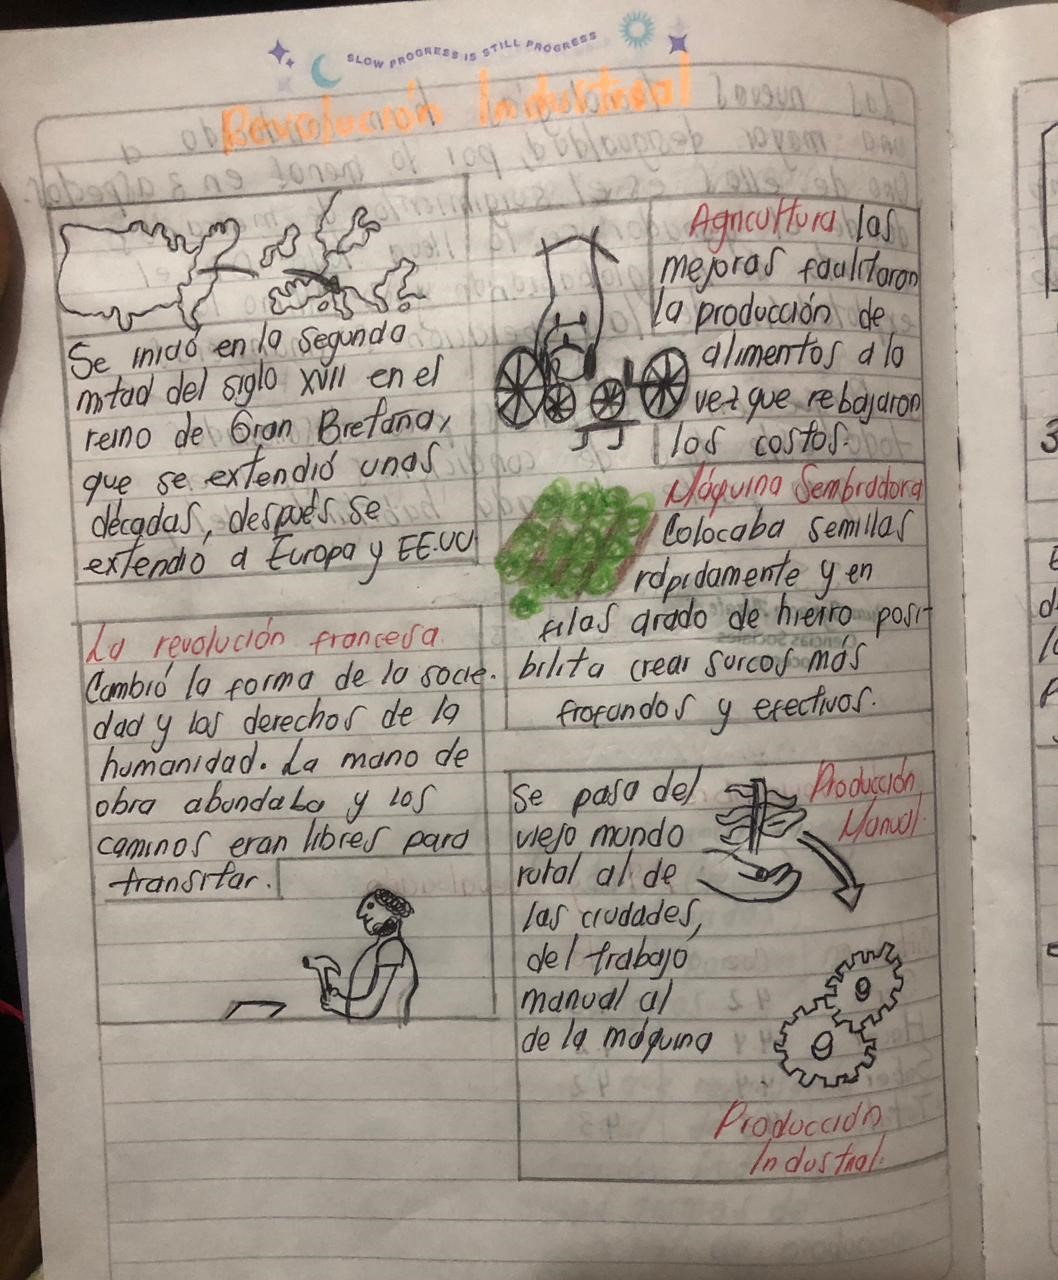 SLOW PROGRESS IS STILL PROGRESS
Revolución Industrial
Se inició en la segunda
mitad del siglo XVII en el
reino de Gran Bretaña,
que se extendió unas
décadas, después se
extendió a Europa y EE.UU
Agricultura las
mejoras faulitaron
la producción de
alimentos a la
vez que rebajaron
los costos.
Máquina Sembradora
Colocaba semillas
rápidamente y en
filas arado de hierro posi-
bilita crear surcos más
profundos y efectivos.
La revolución francesa.
Cambió la forma de la socie-
dad y los derechos de la
humanidad. La mano de
obra abundaba y los
caminos eran libres para
transitar.
Se pasa del
viejo mundo
rural al de
las ciudades,
del trabajo
manual al
de la máquina
Producción
Manual.
Producción
Industrial.